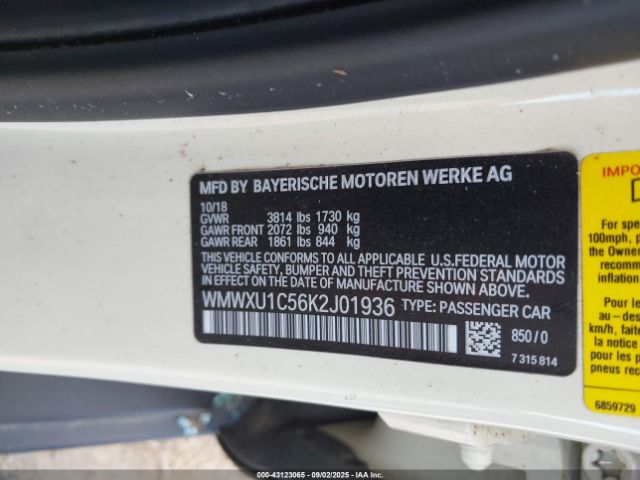 MFD BY BAYERISCHE MOTOREN WERKE AG
10/18
GVWR 3814 lbs 1730 kg
GAWR FRONT 2072 lbs 940 kg
GAWR REAR 1861 lbs 844 kg
THIS VEHICLE CONFORMS TO ALL APPLICABLE U.S.FEDERAL MOTOR
VEHICLE SAFETY, BUMPER AND THEFT PREVENTION STANDARDS
IN EFFECT ON THE DATE OF MANUFACTURE SHOWN ABOVE.
WMWXU1C56K2J01936 TYPE: PASSENGER CAR
850/0
7 315 814
IMPO
For spe
100mph, p
the Owne
recomm
inflation
Pour les
au-des
km/h, fai
la notice
pour les p
pneus rec
6859729
000-43123065 - 09/02/2025 - IAA Inc.